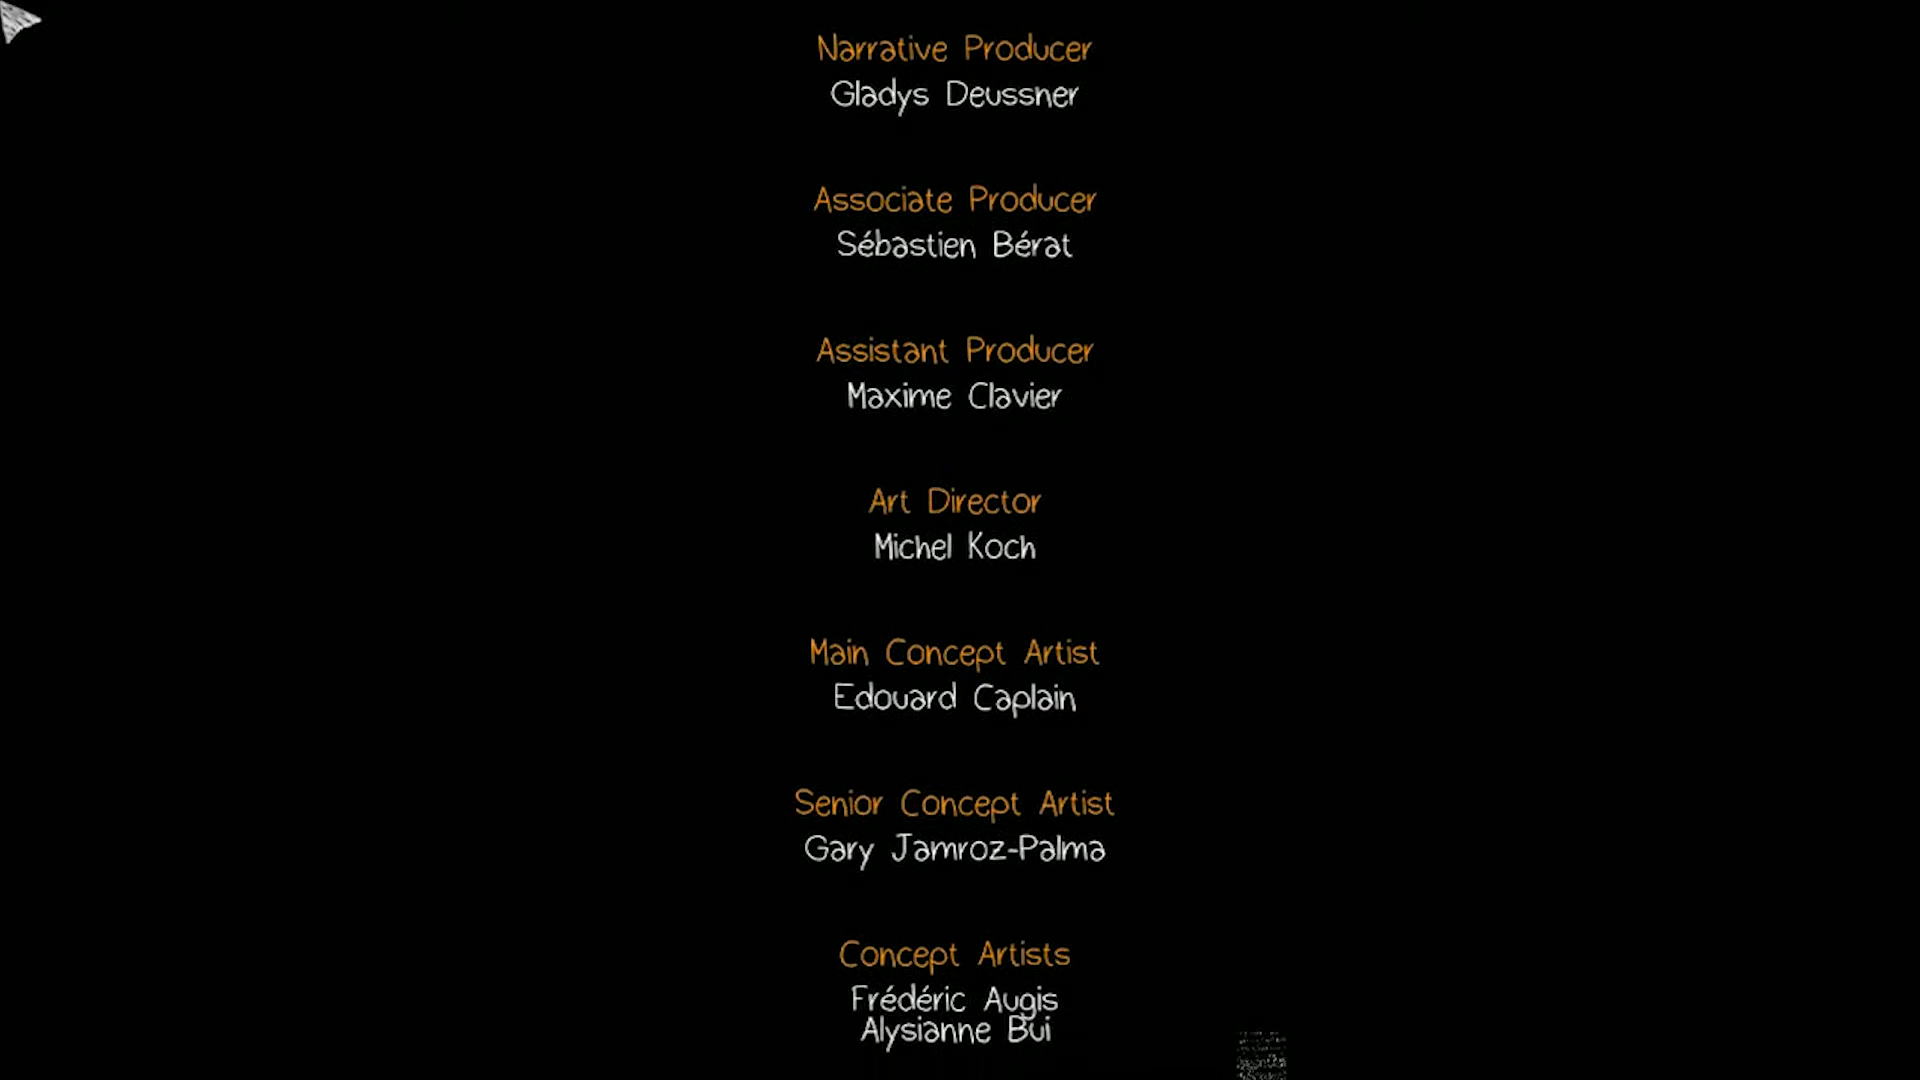 Narrative Producer
Gladys Deussner
Associate Producer
Sébastien Bérat
Assistant Producer
Maxime Clavier
Art Director
Michel Koch
Main Concept Artist
Edouard Caplain
Senior Concept Artist
Gary Jamroz-Palma
Concept Artists
Frédéric Augis
Alysianne Bui